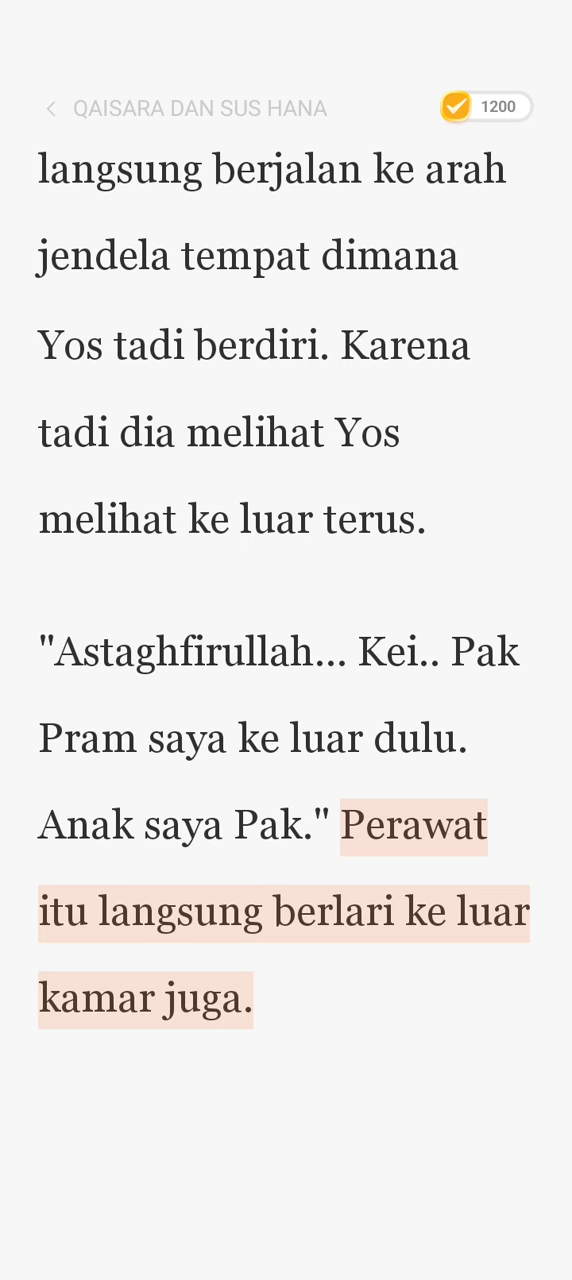 QAISARA DAN SUS HANA
1200
langsung berjalan ke arah
jendela tempat dimana
Yos tadi berdiri. Karena
tadi dia melihat Yos
melihat ke luar terus.
"Astaghfirullah... Kei.. Pak
Pram saya ke luar dulu.
Anak saya Pak." Perawat
itu langsung berlari ke luar
kamar juga.